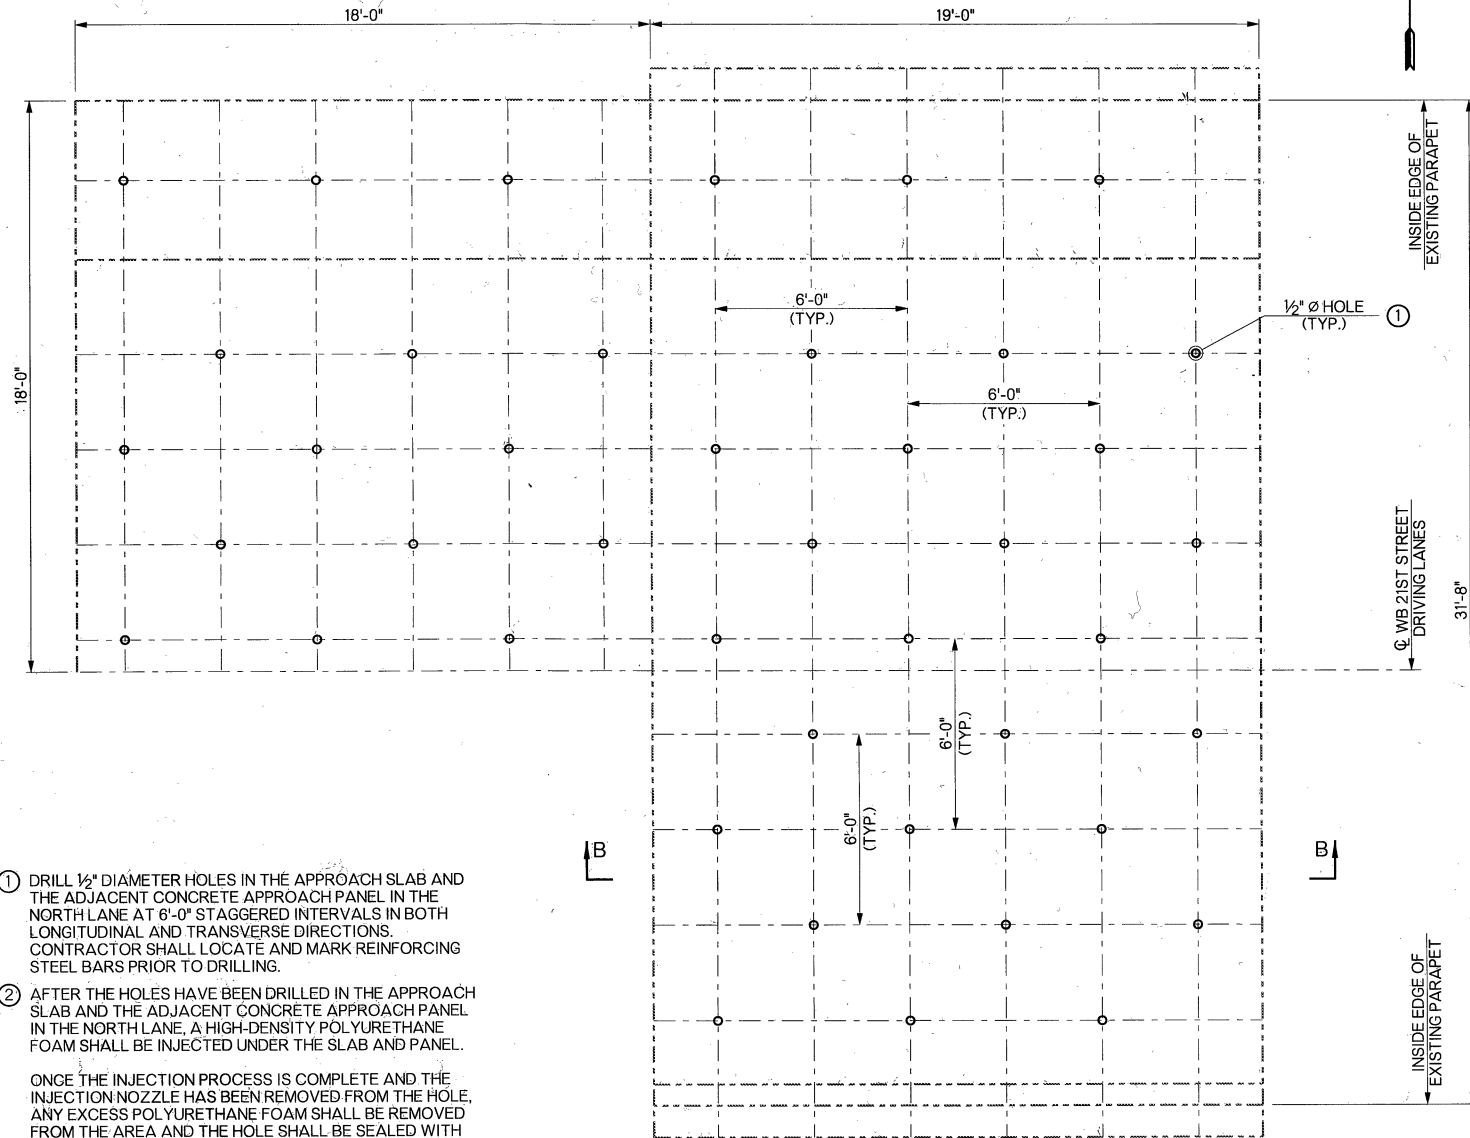 18'-0"
19'-0"
INSIDE EDGE OF
EXISTING PARAPET
6'-0"
(TYP.)
½" Ø HOLE
(TYP.)
1
18'-0"
6'-0"
(TYP.)
℄ WB 21ST STREET
DRIVING LANES
31'-8"
6'-0"
(TYP.)
6'-0"
(TYP.)
B
B
1 DRILL ½" DIAMETER HOLES IN THE APPROACH SLAB AND
THE ADJACENT CONCRETE APPROACH PANEL IN THE
NORTH LANE AT 6'-0" STAGGERED INTERVALS IN BOTH
LONGITUDINAL AND TRANSVERSE DIRECTIONS.
CONTRACTOR SHALL LOCATE AND MARK REINFORCING
STEEL BARS PRIOR TO DRILLING.
2 AFTER THE HOLES HAVE BEEN DRILLED IN THE APPROACH
SLAB AND THE ADJACENT CONCRETE APPROACH PANEL
IN THE NORTH LANE, A HIGH-DENSITY POLYURETHANE
FOAM SHALL BE INJECTED UNDER THE SLAB AND PANEL.
ONCE THE INJECTION PROCESS IS COMPLETE AND THE
INJECTION NOZZLE HAS BEEN REMOVED FROM THE HOLE,
ANY EXCESS POLYURETHANE FOAM SHALL BE REMOVED
FROM THE AREA AND THE HOLE SHALL BE SEALED WITH
INSIDE EDGE OF
EXISTING PARAPET